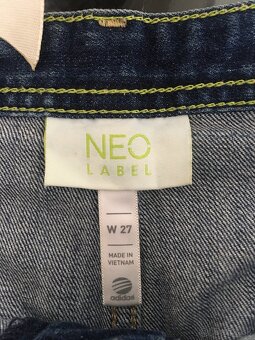 NEO
LABEL
W 27
MADE IN
VIETNAM
adidas